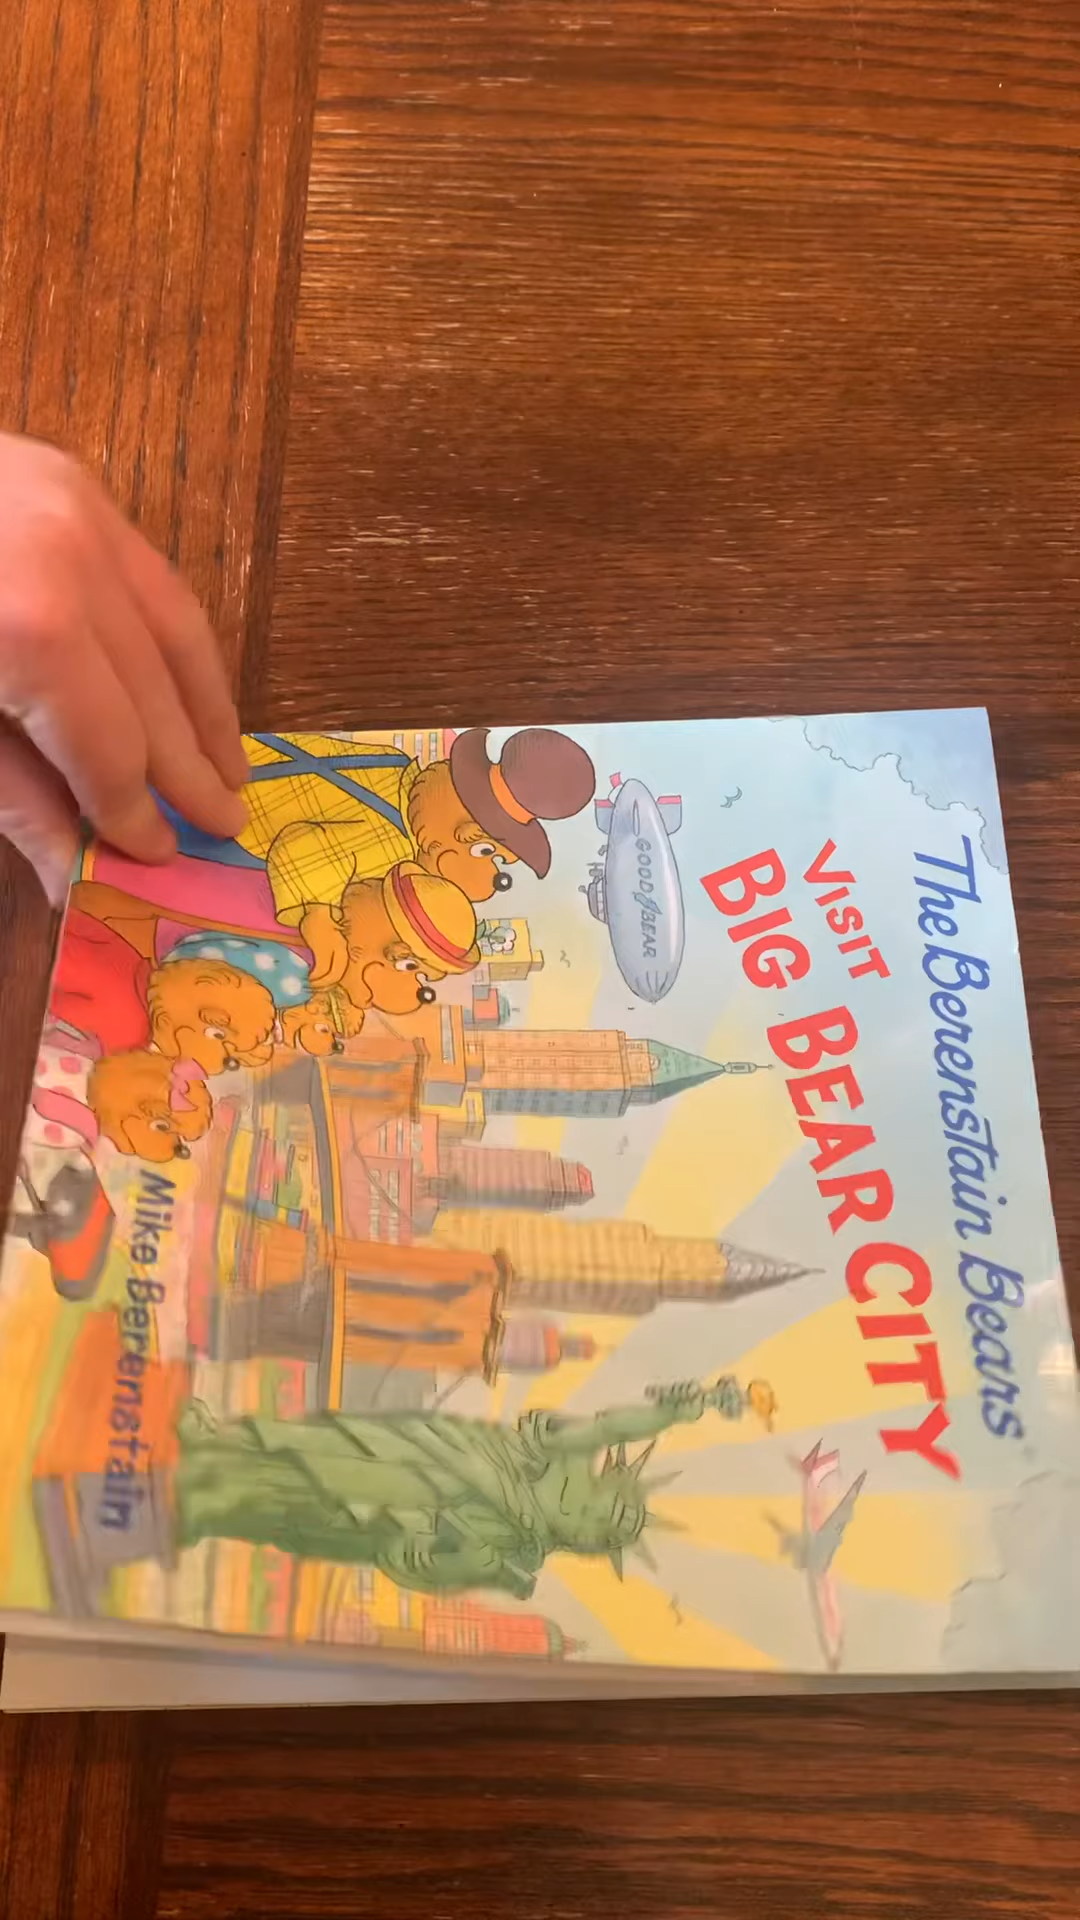 The Berenstain Bears
VISIT
BIG BEAR CITY
GOOD BEAR
Mike Berenstain